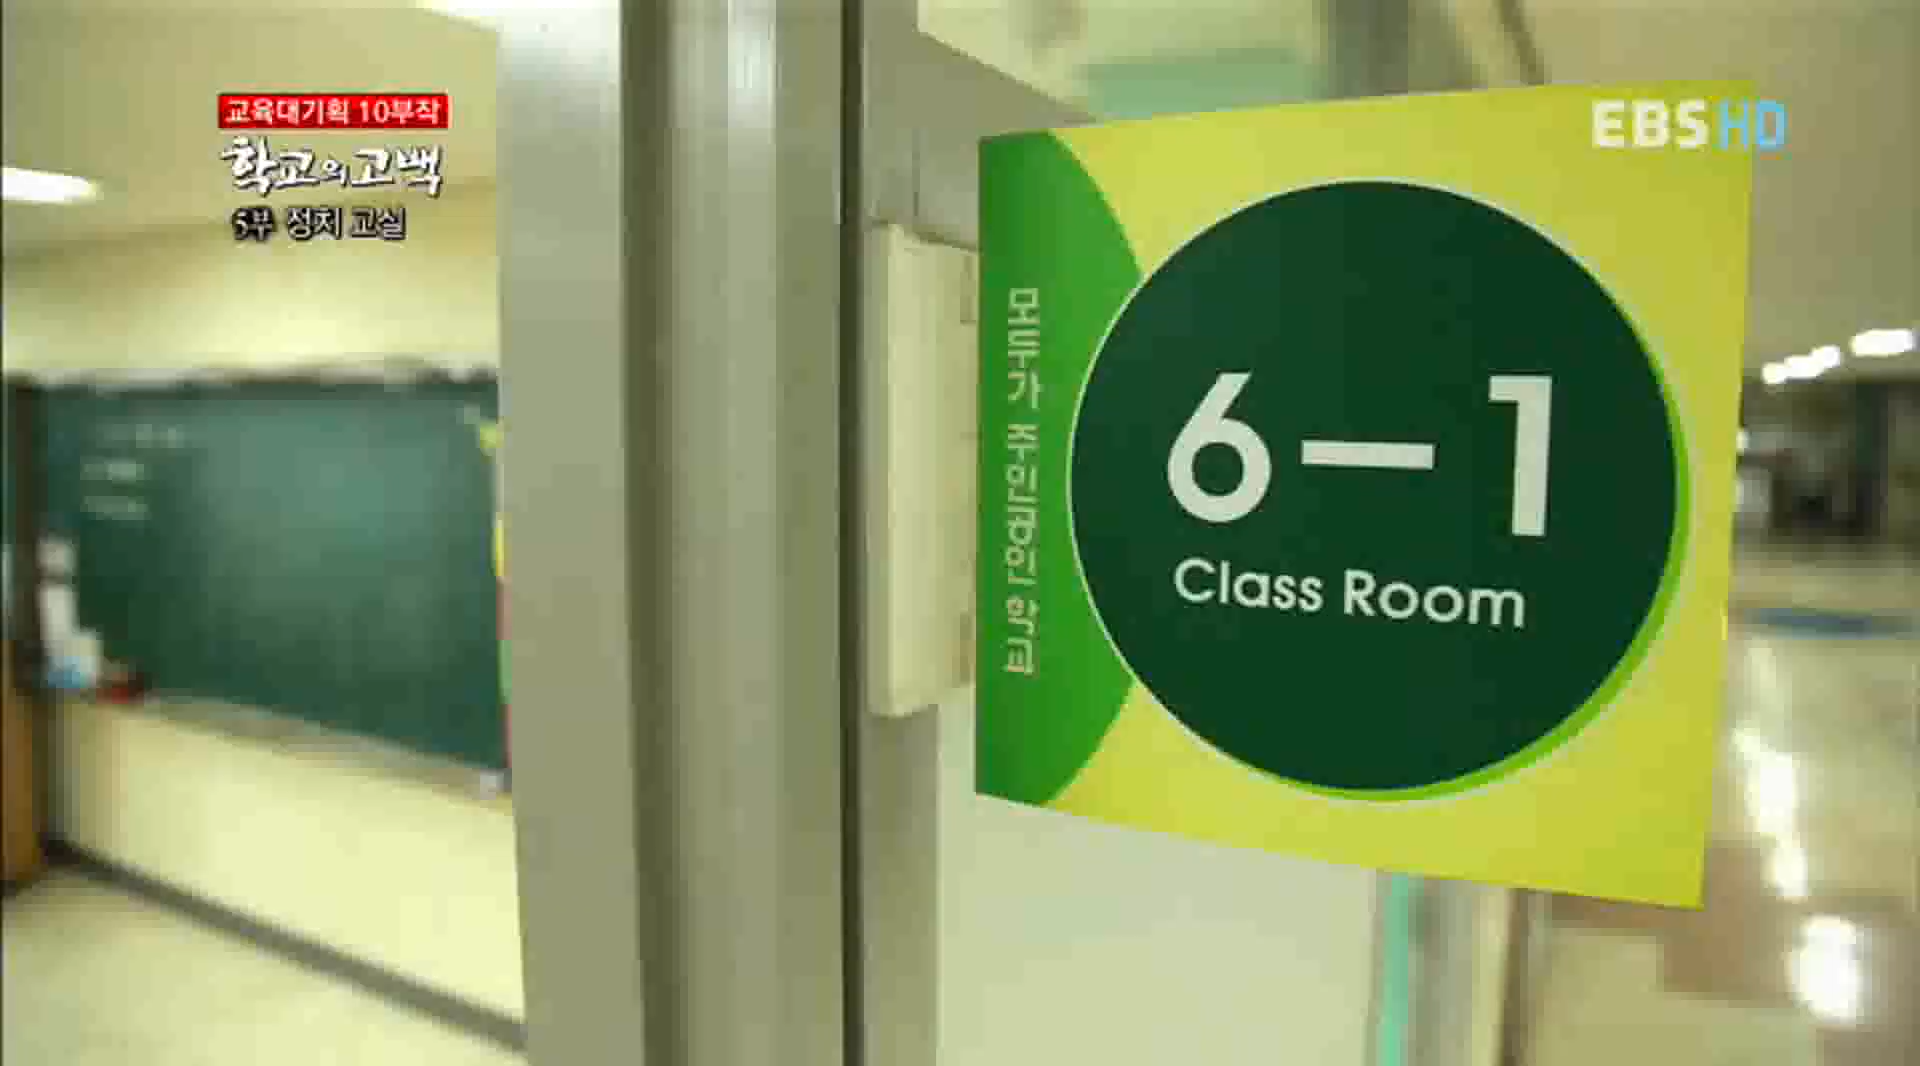 교육대기획 10부작
학교의 고백
5부 정치 교실
EBS HD
모두가 주인공인 학교
6-1
Class Room